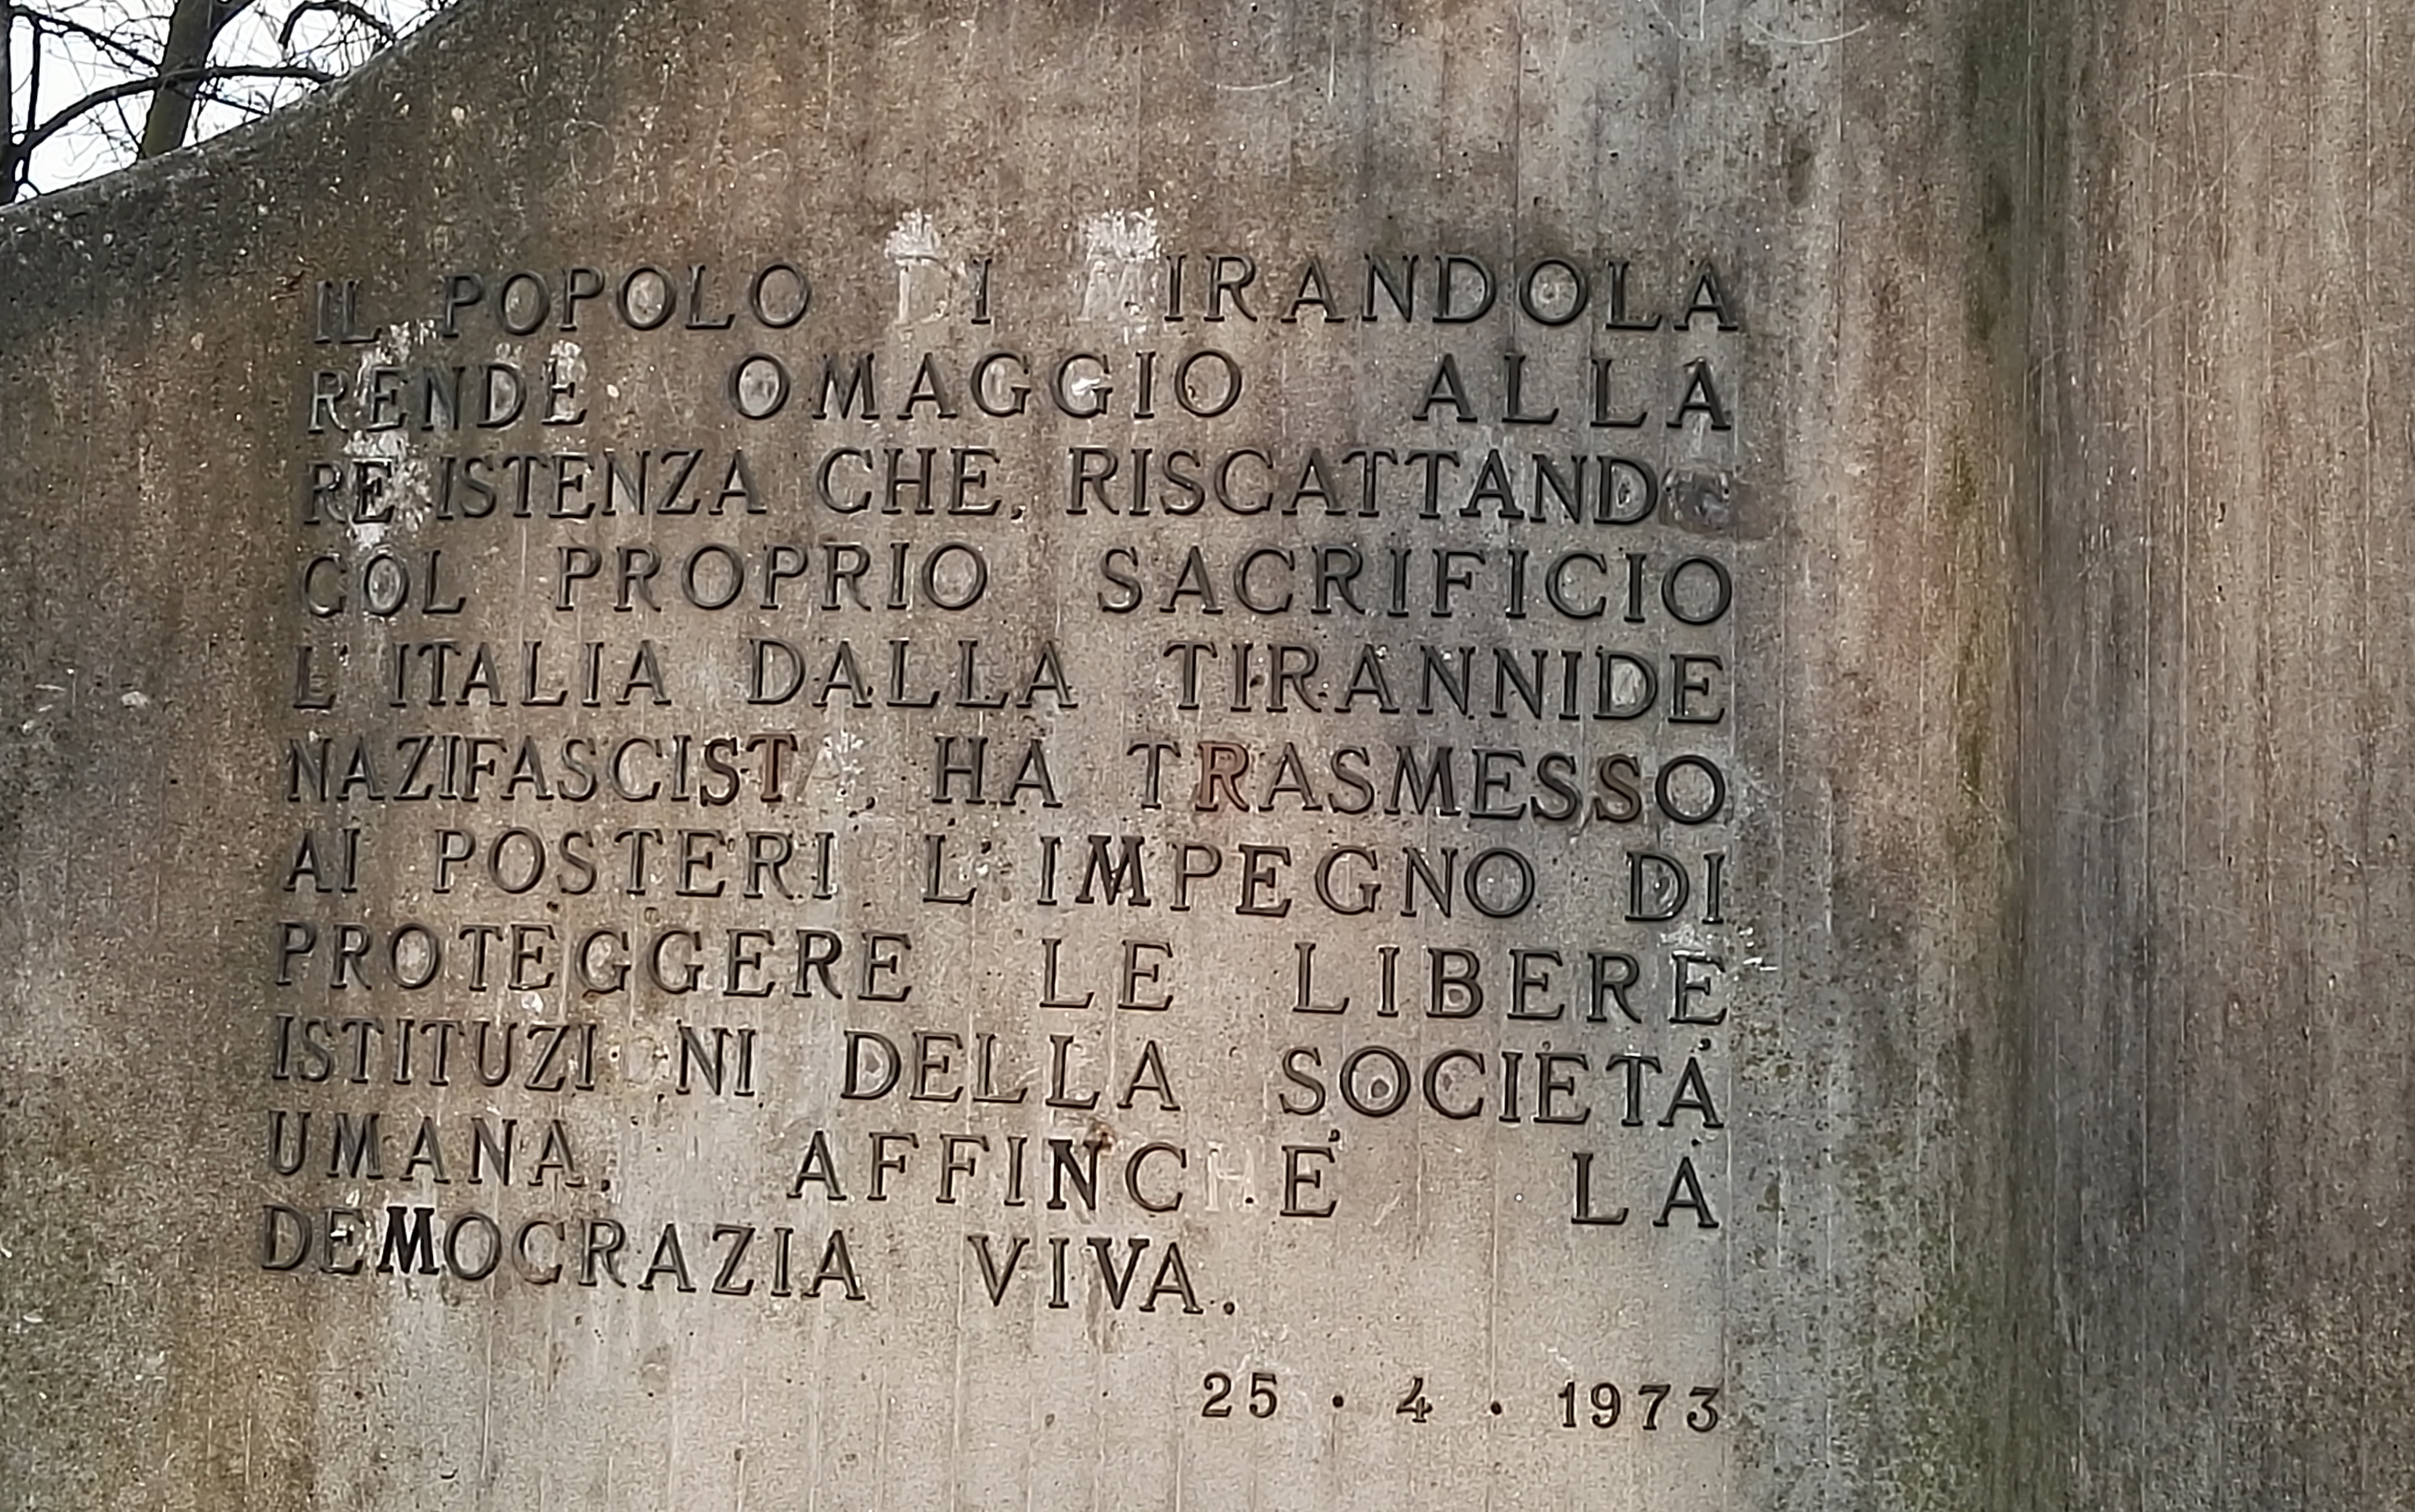 IL POPOLO DI MIRANDOLA
RENDE OMAGGIO ALLA
RESISTENZA CHE, RISCATTANDO
COL PROPRIO SACRIFICIO
L'ITALIA DALLA TIRANNIDE
NAZIFASCISTA, HA TRASMESSO
AI POSTERI L'IMPEGNO DI
PROTEGGERE LE LIBERE
ISTITUZIONI DELLA SOCIETÀ
UMANA, AFFINCHÉ LA
DEMOCRAZIA VIVA.
25 · 4 · 1973